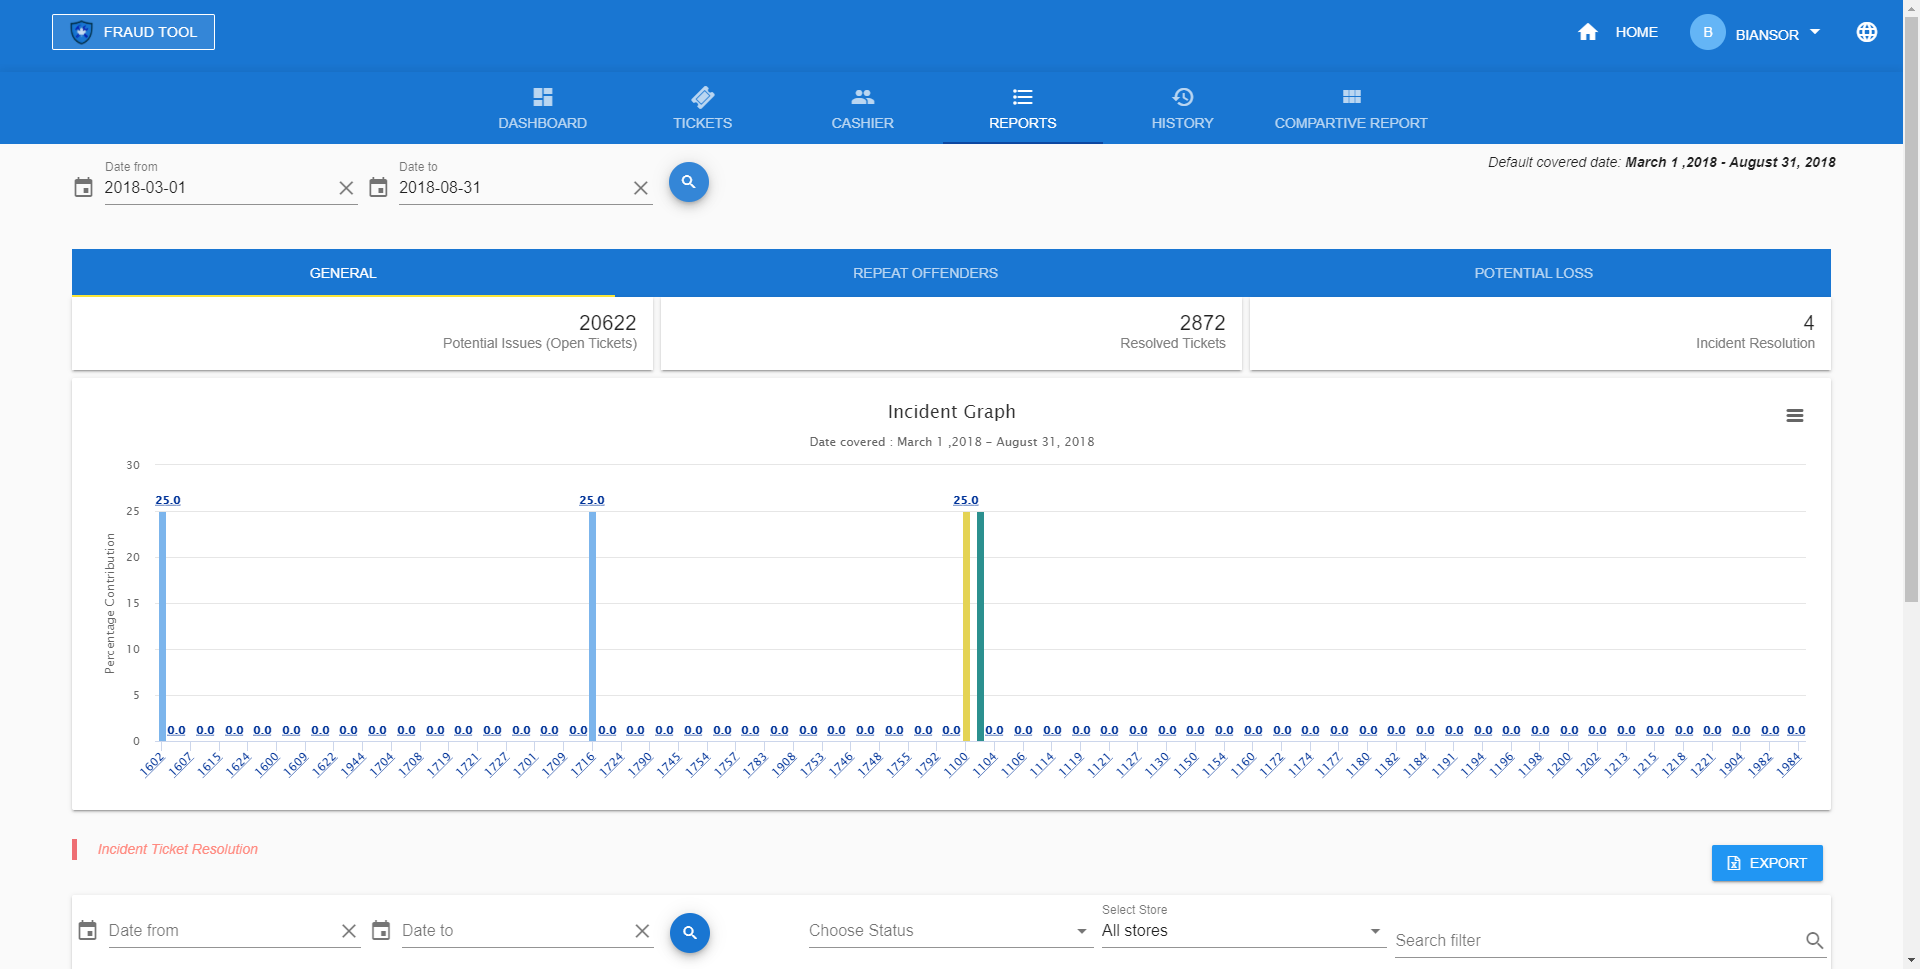 FRAUD TOOL
HOME
B
BIANSOR
DASHBOARD
TICKETS
CASHIER
REPORTS
HISTORY
COMPARTIVE REPORT
Date from
2018-03-01
Date to
2018-08-31
Default covered date: March 1 ,2018 - August 31, 2018
GENERAL
REPEAT OFFENDERS
POTENTIAL LOSS
20622
Potential Issues (Open Tickets)
2872
Resolved Tickets
4
Incident Resolution
Incident Graph
Date covered : March 1 ,2018 - August 31, 2018
Percentage Contribution
30
25
20
15
10
5
0
25.0 25.0 25.0
0.0 0.0 0.0 0.0 0.0 0.0 0.0 0.0 0.0 0.0 0.0 0.0 0.0 0.0 0.0 0.0 0.0 0.0 0.0 0.0 0.0 0.0 0.0 0.0 0.0 0.0 0.0 0.0 0.0 0.0 0.0 0.0 0.0 0.0 0.0 0.0 0.0 0.0 0.0 0.0 0.0 0.0 0.0 0.0 0.0 0.0 0.0 0.0 0.0 0.0 0.0 0.0 0.0 0.0 0.0 0.0 0.0
1602 1607 1615 1624 1600 1609 1622 1944 1704 1708 1719 1721 1727 1701 1709 1716 1724 1790 1745 1754 1757 1783 1908 1753 1746 1748 1755 1792 1100 1104 1106 1114 1119 1121 1127 1130 1150 1154 1160 1172 1174 1177 1180 1182 1184 1191 1194 1196 1198 1200 1202 1213 1215 1218 1221 1904 1982 1984
Incident Ticket Resolution
EXPORT
Date from
Date to
Choose Status
Select Store
All stores
Search filter